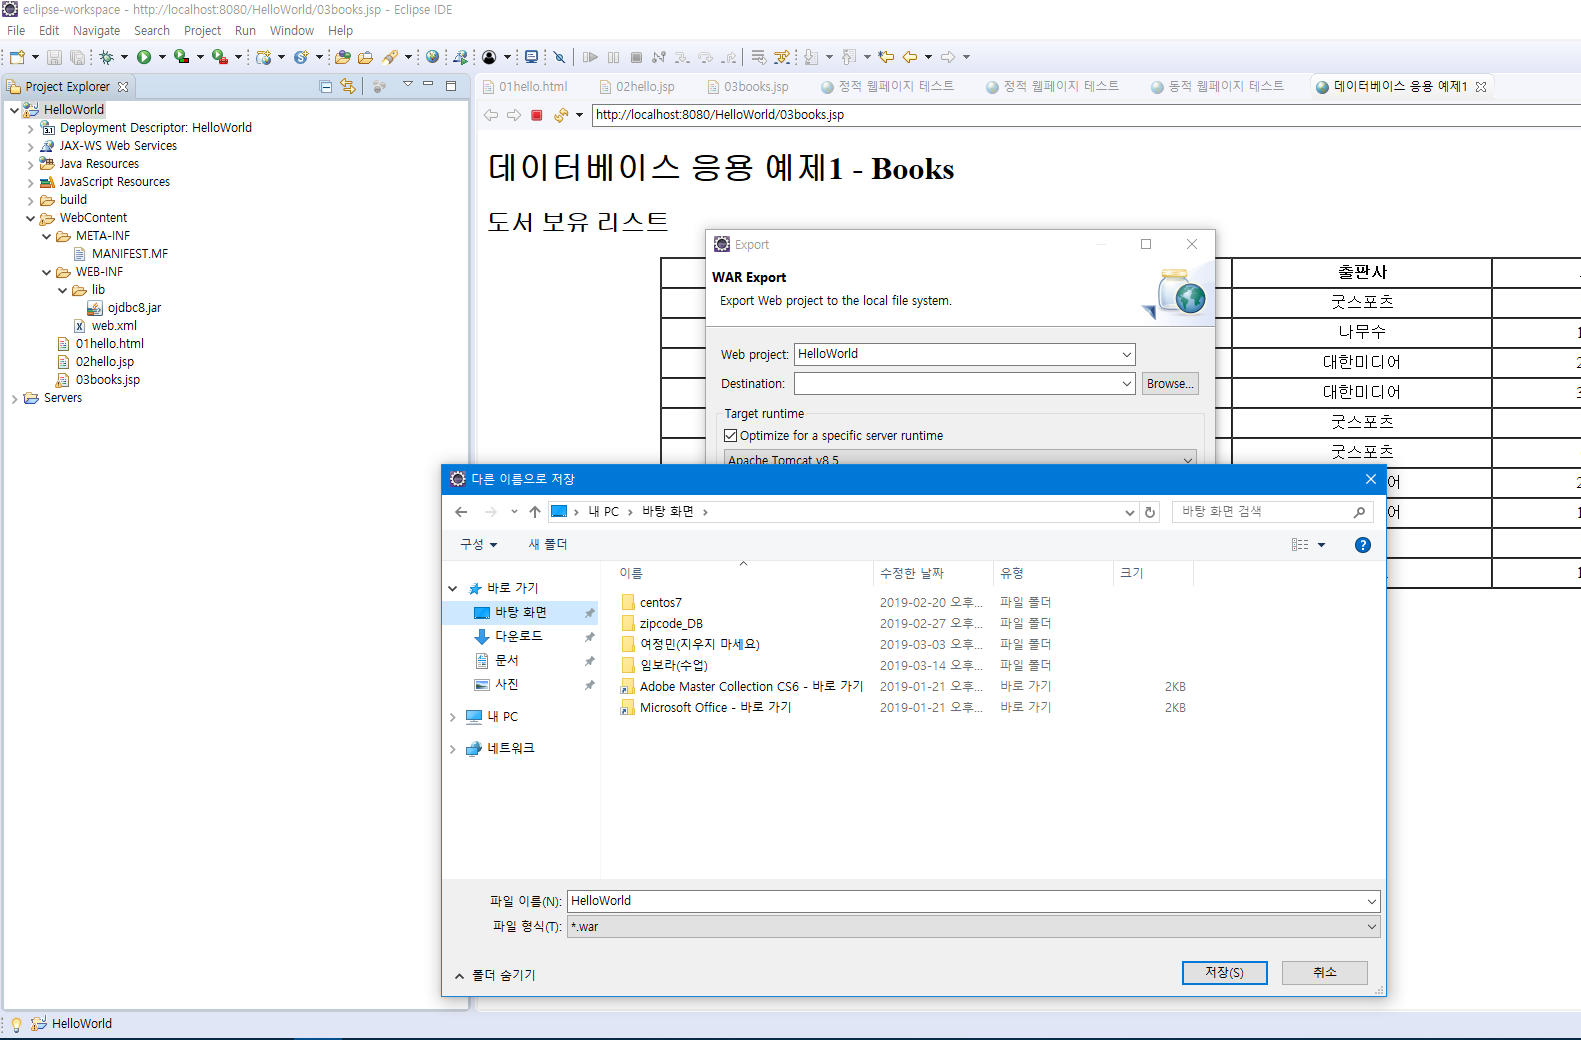 eclipse-workspace - http://localhost:8080/HelloWorld/03books.jsp - Eclipse IDE
File Edit Navigate Search Project Run Window Help
Project Explorer
01hello.html 02hello.jsp 03books.jsp 정적 웹페이지 테스트 정적 웹페이지 테스트 동적 웹페이지 테스트 데이터베이스 응용 예제1
http://localhost:8080/HelloWorld/03books.jsp
HelloWorld
Deployment Descriptor: HelloWorld
JAX-WS Web Services
Java Resources
JavaScript Resources
build
WebContent
META-INF
MANIFEST.MF
WEB-INF
lib
ojdbc8.jar
web.xml
01hello.html
02hello.jsp
03books.jsp
Servers
데이터베이스 응용 예제1 - Books
도서 보유 리스트
출판사
굿스포츠
나무수
대한미디어
대한미디어
굿스포츠
굿스포츠
어
어
Export
WAR Export
Export Web project to the local file system.
Web project: HelloWorld
Destination: Browse...
Target runtime
Optimize for a specific server runtime
Apache Tomcat v8.5
다른 이름으로 저장
내 PC 바탕 화면 바탕 화면 검색
구성 새 폴더
이름 수정한 날짜 유형 크기
바로 가기
바탕 화면
다운로드
문서
사진
내 PC
네트워크
centos7 2019-02-20 오후... 파일 폴더
zipcode_DB 2019-02-27 오후... 파일 폴더
여정민(지우지 마세요) 2019-03-03 오후... 파일 폴더
임보라(수업) 2019-03-14 오후... 파일 폴더
Adobe Master Collection CS6 - 바로 가기 2019-01-21 오후... 바로 가기 2KB
Microsoft Office - 바로 가기 2019-01-21 오후... 바로 가기 2KB
파일 이름(N): HelloWorld
파일 형식(T): *.war
폴더 숨기기 저장(S) 취소
HelloWorld